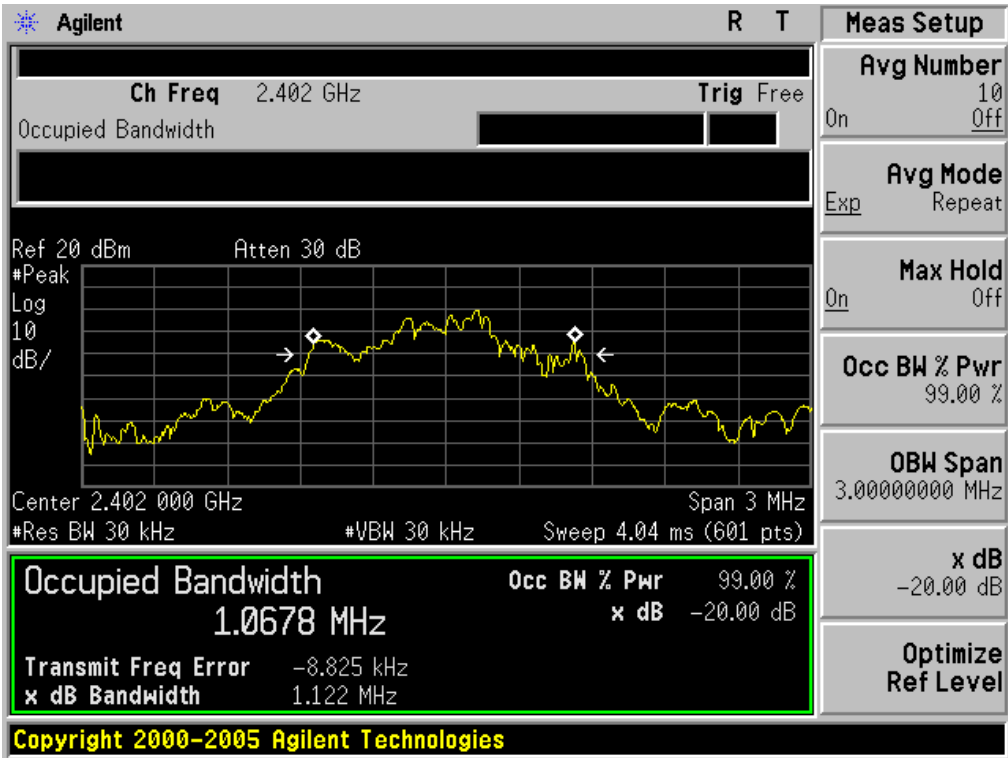 Agilent R T
Ch Freq 2.402 GHz Trig Free
Occupied Bandwidth
Ref 20 dBm Atten 30 dB
#Peak
Log
10
dB/
Center 2.402 000 GHz Span 3 MHz
#Res BW 30 kHz #VBW 30 kHz Sweep 4.04 ms (601 pts)
Occupied Bandwidth Occ BW % Pwr 99.00 %
1.0678 MHz x dB -20.00 dB
Transmit Freq Error -8.825 kHz
x dB Bandwidth 1.122 MHz
Copyright 2000-2005 Agilent Technologies
Meas Setup
Avg Number
10
On Off
Avg Mode
Exp Repeat
Max Hold
On Off
Occ BW % Pwr
99.00 %
OBW Span
3.00000000 MHz
x dB
-20.00 dB
Optimize
Ref Level